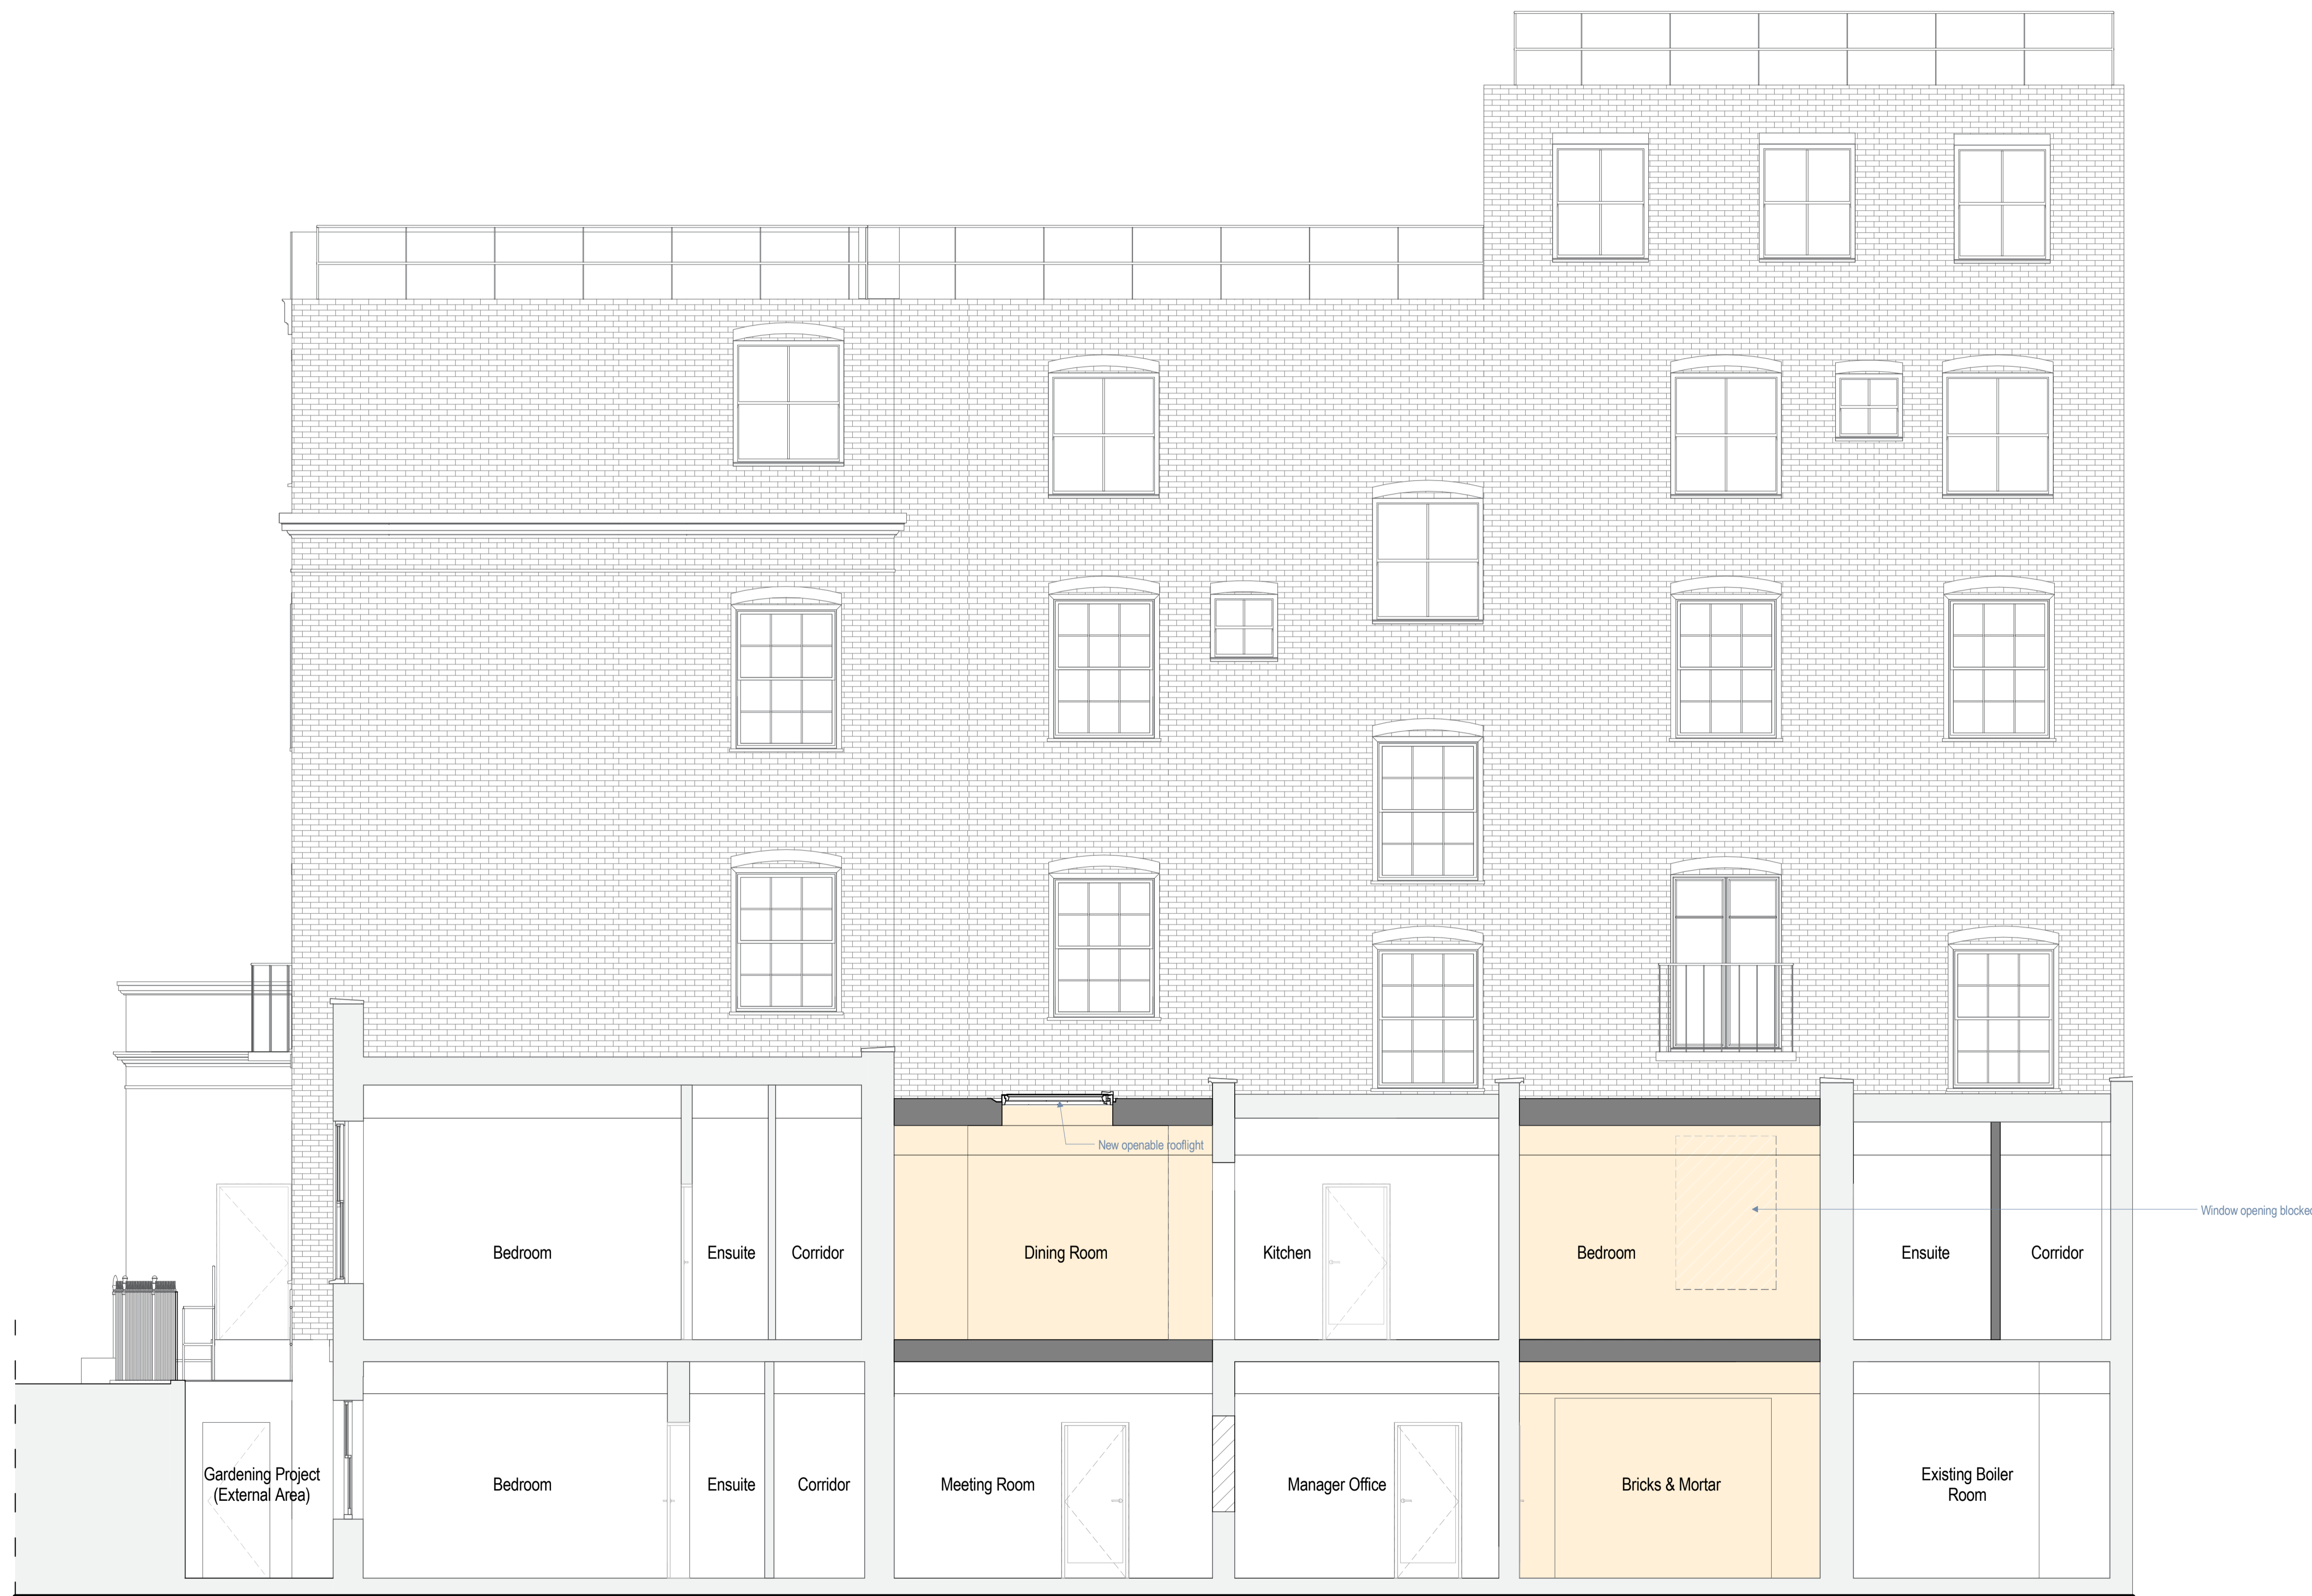 New openable rooflight
Window opening blocked
Bedroom
Ensuite
Corridor
Dining Room
Kitchen
Bedroom
Ensuite
Corridor
Gardening Project
(External Area)
Bedroom
Ensuite
Corridor
Meeting Room
Manager Office
Bricks & Mortar
Existing Boiler
Room